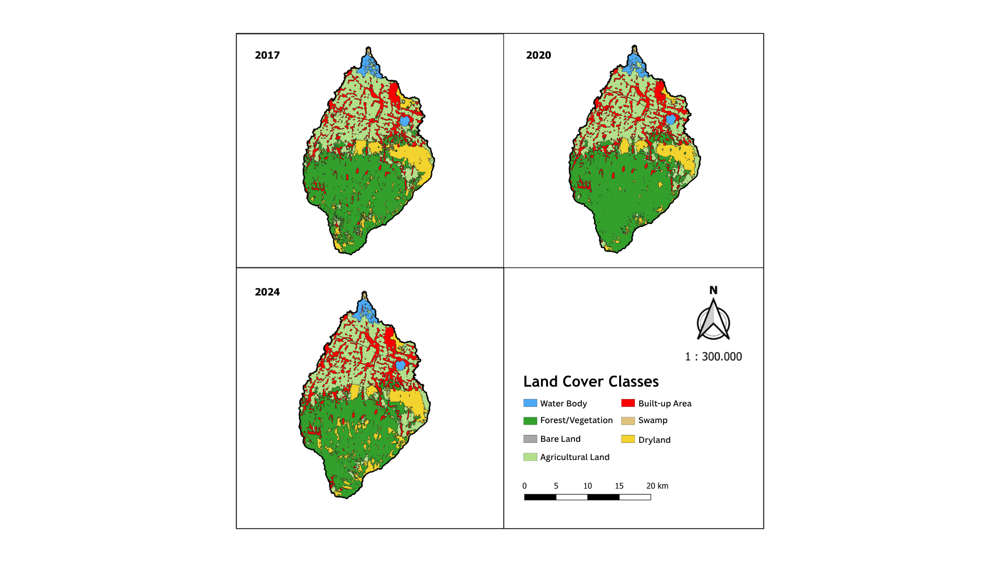 2017
2020
2024
N
1 : 300.000
Land Cover Classes
Water Body
Built-up Area
Forest/Vegetation
Swamp
Bare Land
Dryland
Agricultural Land
0 5 10 15 20 km